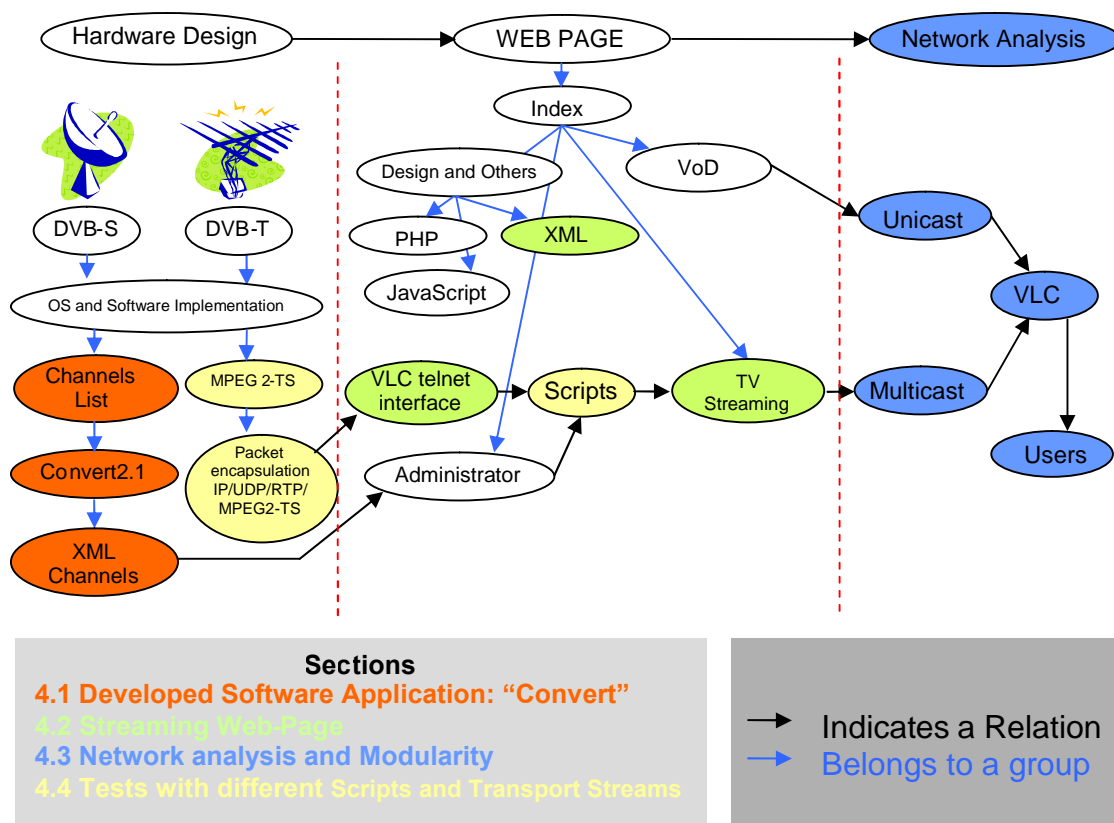 Hardware Design
WEB PAGE
Network Analysis
Index
Design and Others
VoD
DVB-S
DVB-T
PHP
XML
Unicast
JavaScript
OS and Software Implementation
VLC
Channels
List
MPEG 2-TS
VLC telnet
interface
Scripts
TV
Streaming
Multicast
Convert2.1
Packet
encapsulation
IP/UDP/RTP/
MPEG2-TS
Administrator
Users
XML
Channels
Sections
4.1 Developed Software Application: “Convert”
4.2 Streaming Web-Page
4.3 Network analysis and Modularity
4.4 Tests with different Scripts and Transport Streams
Indicates a Relation
Belongs to a group